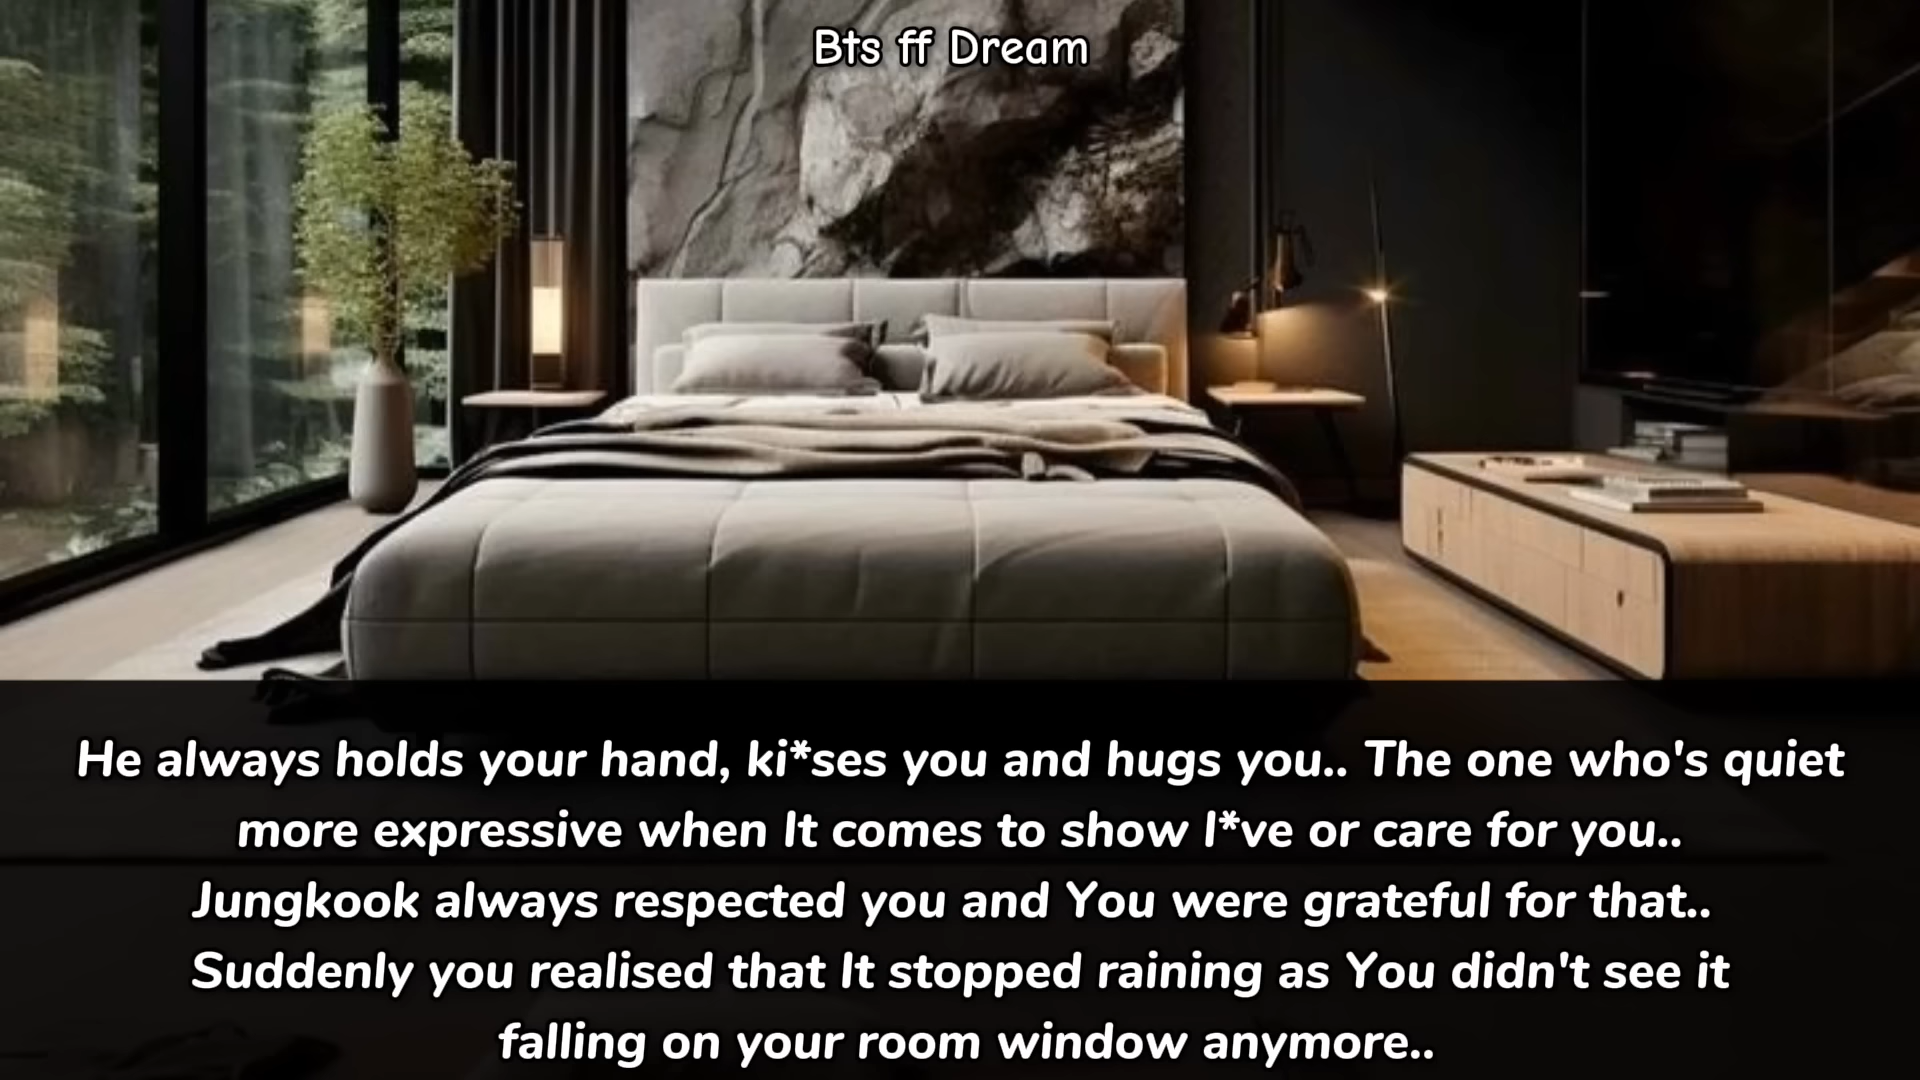 Bts ff Dream
He always holds your hand, ki*ses you and hugs you.. The one who's quiet
more expressive when It comes to show l*ve or care for you..
Jungkook always respected you and You were grateful for that..
Suddenly you realised that It stopped raining as You didn't see it
falling on your room window anymore..